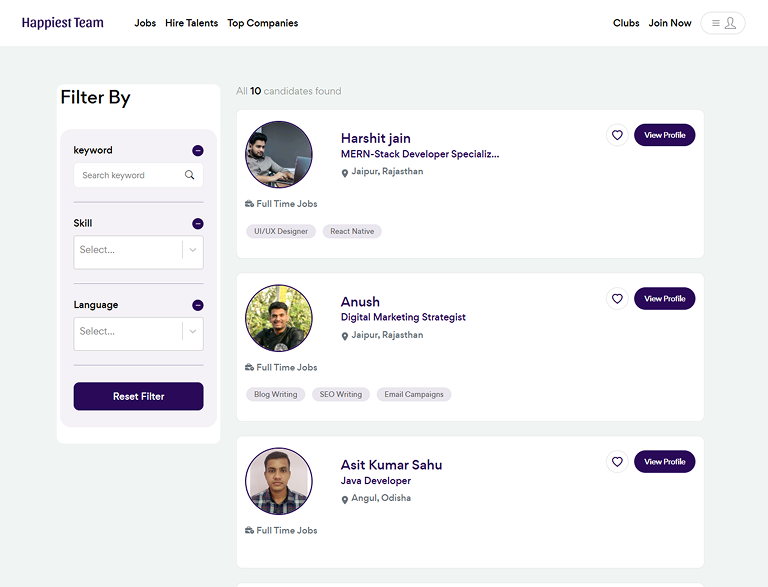 Happiest Team
Jobs Hire Talents Top Companies
Clubs Join Now
Filter By
keyword
Search keyword
Skill
Select...
Language
Select...
Reset Filter
All 10 candidates found
Harshit jain
MERN-Stack Developer Specializ...
Jaipur, Rajasthan
View Profile
Full Time Jobs
UI/UX Designer React Native
Anush
Digital Marketing Strategist
Jaipur, Rajasthan
View Profile
Full Time Jobs
Blog Writing SEO Writing Email Campaigns
Asit Kumar Sahu
Java Developer
Angul, Odisha
View Profile
Full Time Jobs